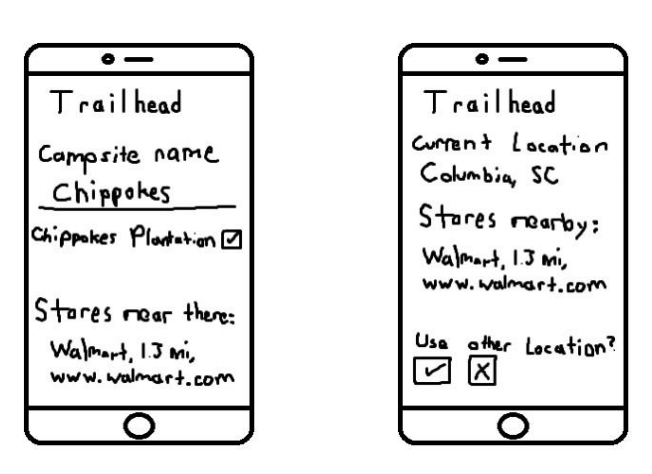 Trailhead
Campsite name
Chippokes
Chippokes Plantation
Stores near there:
Walmart, 1.3 mi,
www.walmart.com
Trailhead
Current Location
Columbia, SC
Stores nearby:
Walmart, 1.3 mi,
www.walmart.com
Use other Location?